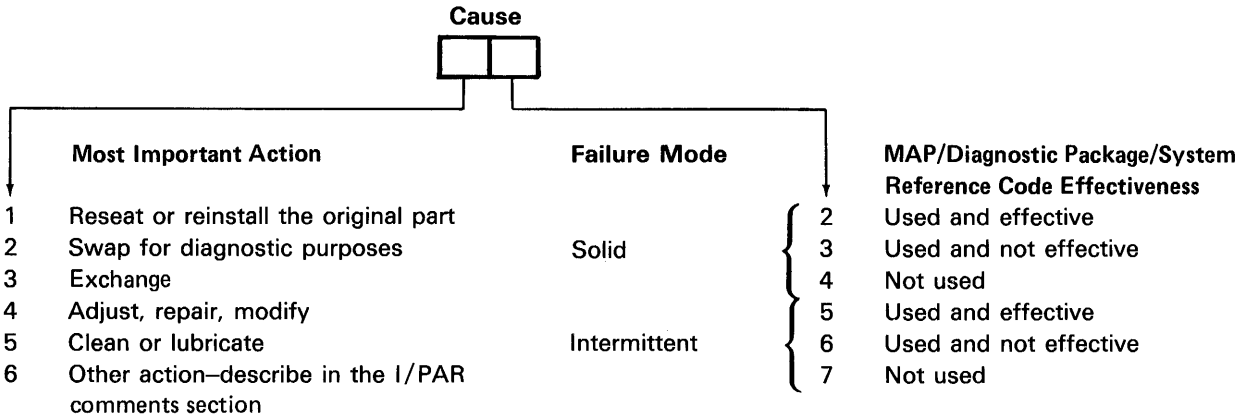 Cause
Most Important Action Failure Mode MAP/Diagnostic Package/System
Reference Code Effectiveness
1 Reseat or reinstall the original part 2 Used and effective
2 Swap for diagnostic purposes Solid 3 Used and not effective
3 Exchange 4 Not used
4 Adjust, repair, modify 5 Used and effective
5 Clean or lubricate Intermittent 6 Used and not effective
6 Other action—describe in the I/PAR 7 Not used
comments section